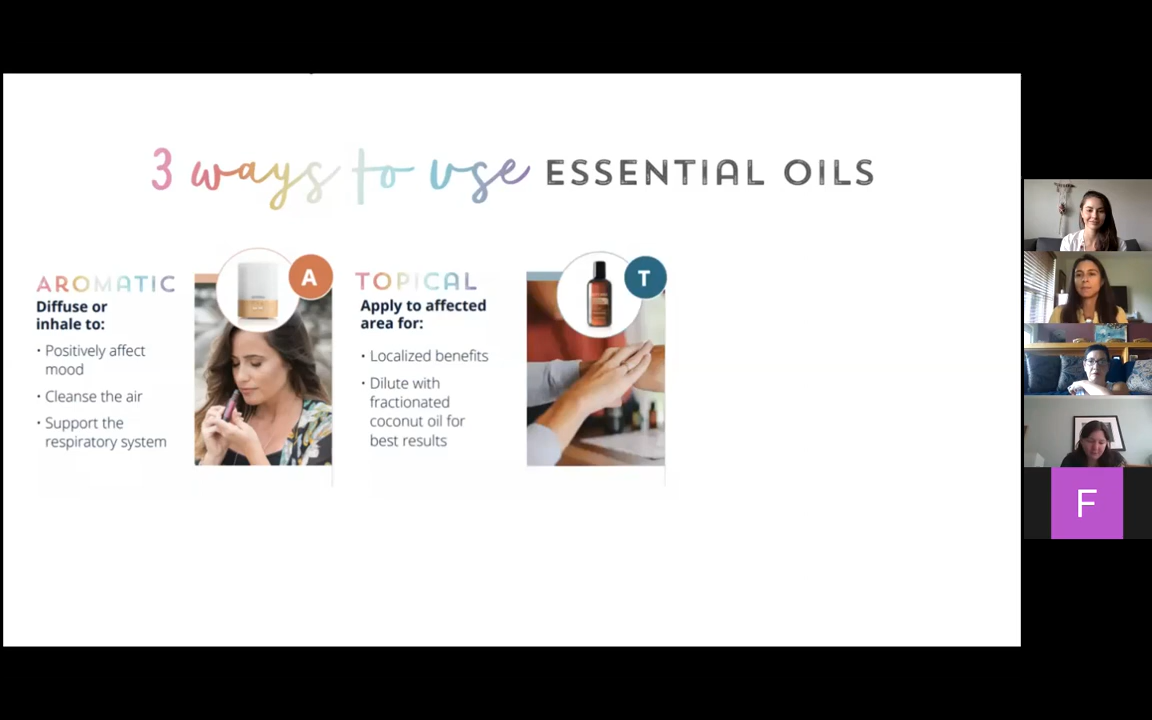 3 ways to use ESSENTIAL OILS
AROMATIC
Diffuse or
inhale to:
• Positively affect
mood
• Cleanse the air
• Support the
respiratory system
A
TOPICAL
Apply to affected
area for:
• Localized benefits
• Dilute with
fractionated
coconut oil for
best results
T
F